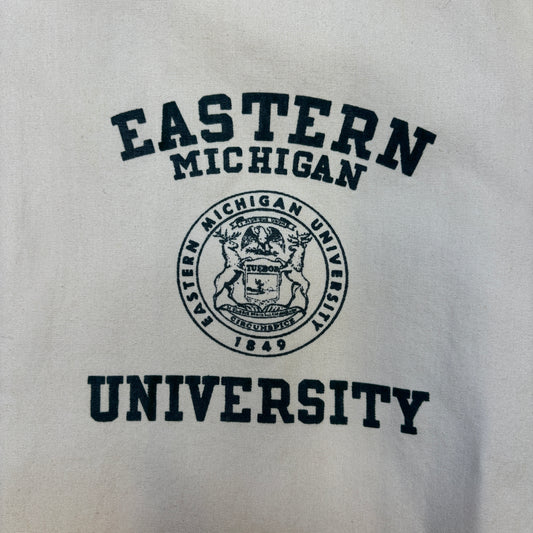 EASTERN
MICHIGAN
EASTERN MICHIGAN UNIVERSITY
TUEBOR
CIRCUMSPICE
1849
UNIVERSITY